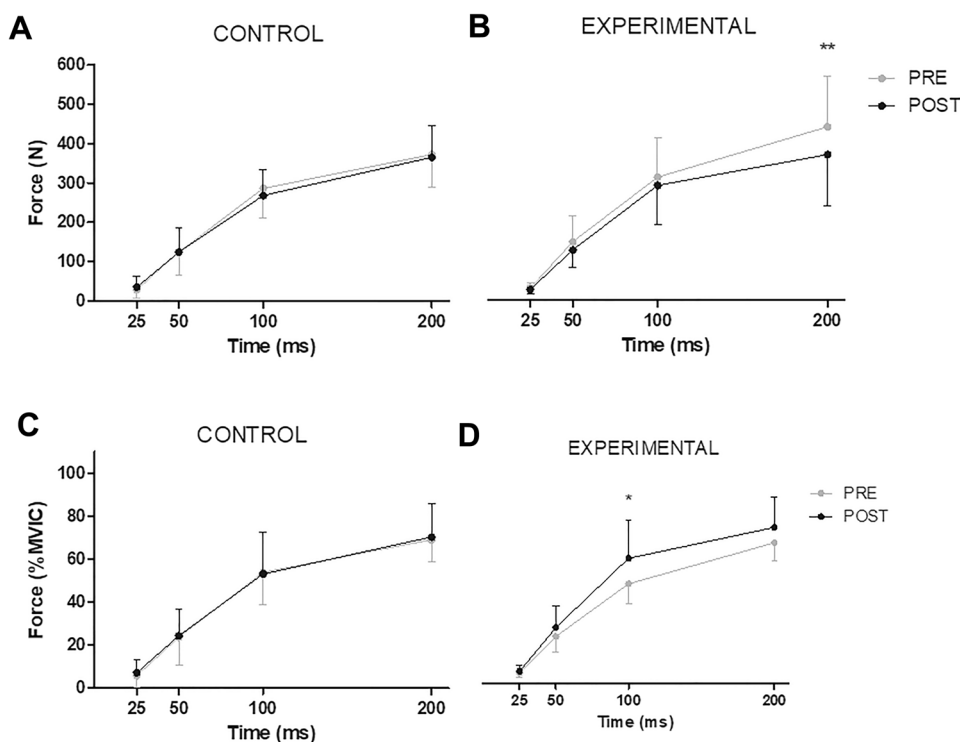 A
CONTROL
600
500
400
300
200
100
0
Force (N)
25 50 100 200
Time (ms)
B
EXPERIMENTAL
**
PRE
POST
25 50 100 200
Time (ms)
C
CONTROL
100
80
60
40
20
0
Force (%MVIC)
25 50 100 200
Time (ms)
D
EXPERIMENTAL
*
PRE
POST
25 50 100 200
Time (ms)